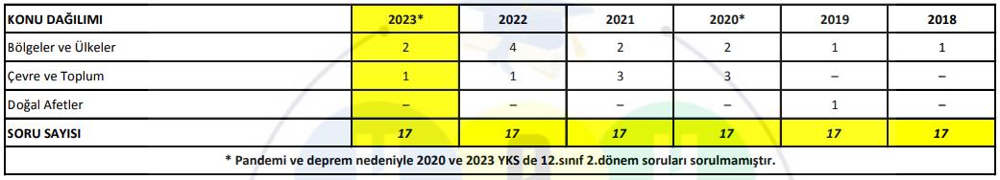 KONU DAĞILIMI 2023* 2022 2021 2020* 2019 2018
Bölgeler ve Ülkeler 2 4 2 2 1 1
Çevre ve Toplum 1 1 3 3 – –
Doğal Afetler – – – – 1 –
SORU SAYISI 17 17 17 17 17 17
* Pandemi ve deprem nedeniyle 2020 ve 2023 YKS de 12.sınıf 2.dönem soruları sorulmamıştır.